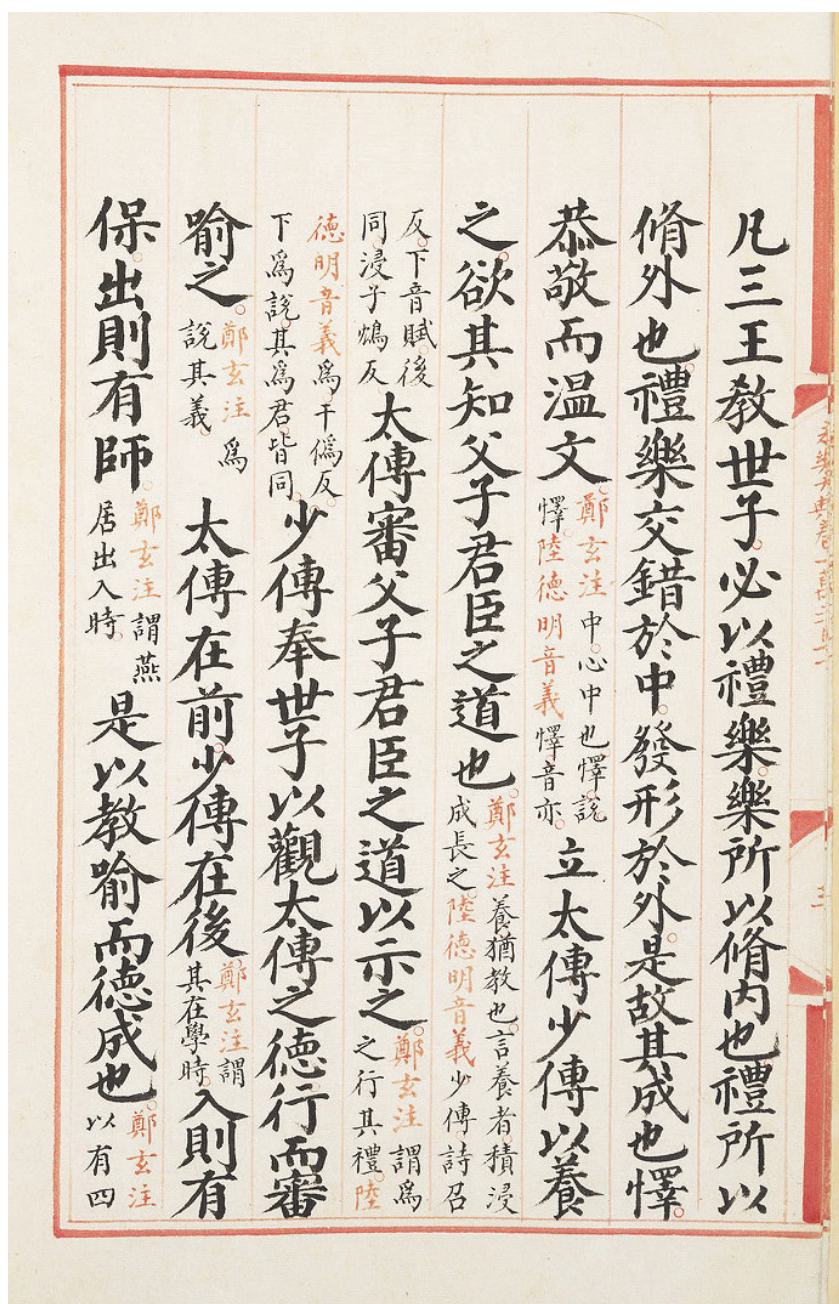 凡三王教世子。必以禮樂。樂所以脩内也禮所以
脩外也。禮樂交錯於中。發形於外。是故其成也懌。
恭敬而温文。鄭玄注中。心中也懌。説懌。陸德明音義懌音亦。立太傅少傅以養
之。欲其知父子君臣之道也。鄭玄注養猶教也。言養者。積浸成長之。陸德明音義少傅。詩召
反。下音賦。後同。浸子鴆反太傅審父子君臣之道以示之。鄭玄注謂爲之行其禮。陸
德明音義爲于僞反。下爲説。其爲君。皆同。少傅奉世子以觀太傅之德行而審
喻之。鄭玄注爲説其義。太傅在前。少傅在後鄭玄注謂其在學時。入則有
保。出則有師。鄭玄注謂燕居出入時。是以教喻而德成也。鄭玄注以有四